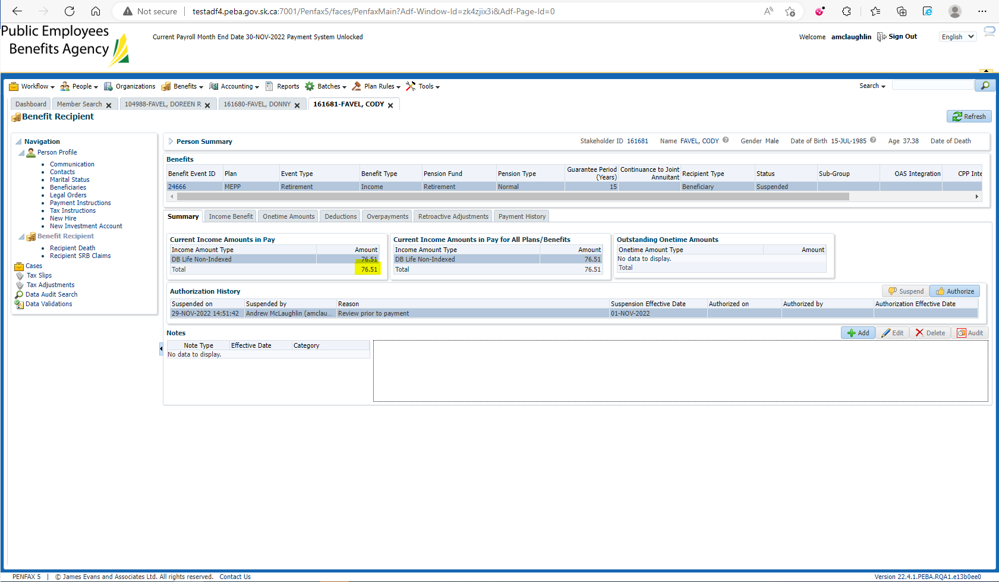 Not secure | testadf4.peba.gov.sk.ca:7001/Penfax5/faces/PenfaxMain?Adf-Window-Id=zk4zjix3i&Adf-Page-Id=0
Public Employees
Benefits Agency
Current Payroll Month End Date 30-NOV-2022 Payment System Unlocked
Welcome amclaughlin Sign Out English
Workflow People Organizations Benefits Accounting Reports Batches Plan Rules Tools Search
Dashboard Member Search 104988-FAVEL, DOREEN R 161680-FAVEL, DONNY 161681-FAVEL, CODY
Benefit Recipient Refresh
Navigation
Person Profile
Communication
Contacts
Marital Status
Beneficiaries
Legal Orders
Payment Instructions
Tax Instructions
New Hire
New Investment Account
Benefit Recipient
Recipient Death
Recipient SRB Claims
Cases
Tax Slips
Tax Adjustments
Data Audit Search
Data Validations
Person Summary Stakeholder ID 161681 Name FAVEL, CODY Gender Male Date of Birth 15-JUL-1985 Age 37.38 Date of Death
Benefits
Benefit Event ID Plan Event Type Benefit Type Pension Fund Pension Type Guarantee Period (Years) Continuance to Joint Annuitant Recipient Type Status Sub-Group OAS Integration CPP Inte
24666 MEPP Retirement Income Retirement Normal 15 Beneficiary Suspended
Summary Income Benefit Onetime Amounts Deductions Overpayments Retroactive Adjustments Payment History
Current Income Amounts in Pay
Income Amount Type Amount
DB Life Non-Indexed 76.51
Total 76.51
Current Income Amounts in Pay for All Plans/Benefits
Income Amount Type Amount
DB Life Non-Indexed 76.51
Total 76.51
Outstanding Onetime Amounts
Onetime Amount Type Amount
No data to display.
Total
Authorization History Suspend Authorize
Suspended on Suspended by Reason Suspension Effective Date Authorized on Authorized by Authorization Effective Date
29-NOV-2022 14:51:42 Andrew McLaughlin (amclau... Review prior to payment 01-NOV-2022
Notes Add Edit Delete Audit
Note Type Effective Date Category
No data to display.
PENFAX 5 | © James Evans and Associates Ltd. All rights reserved. Contact Us Version 22.4.1.PEBA.RQA1.e13b0ee0